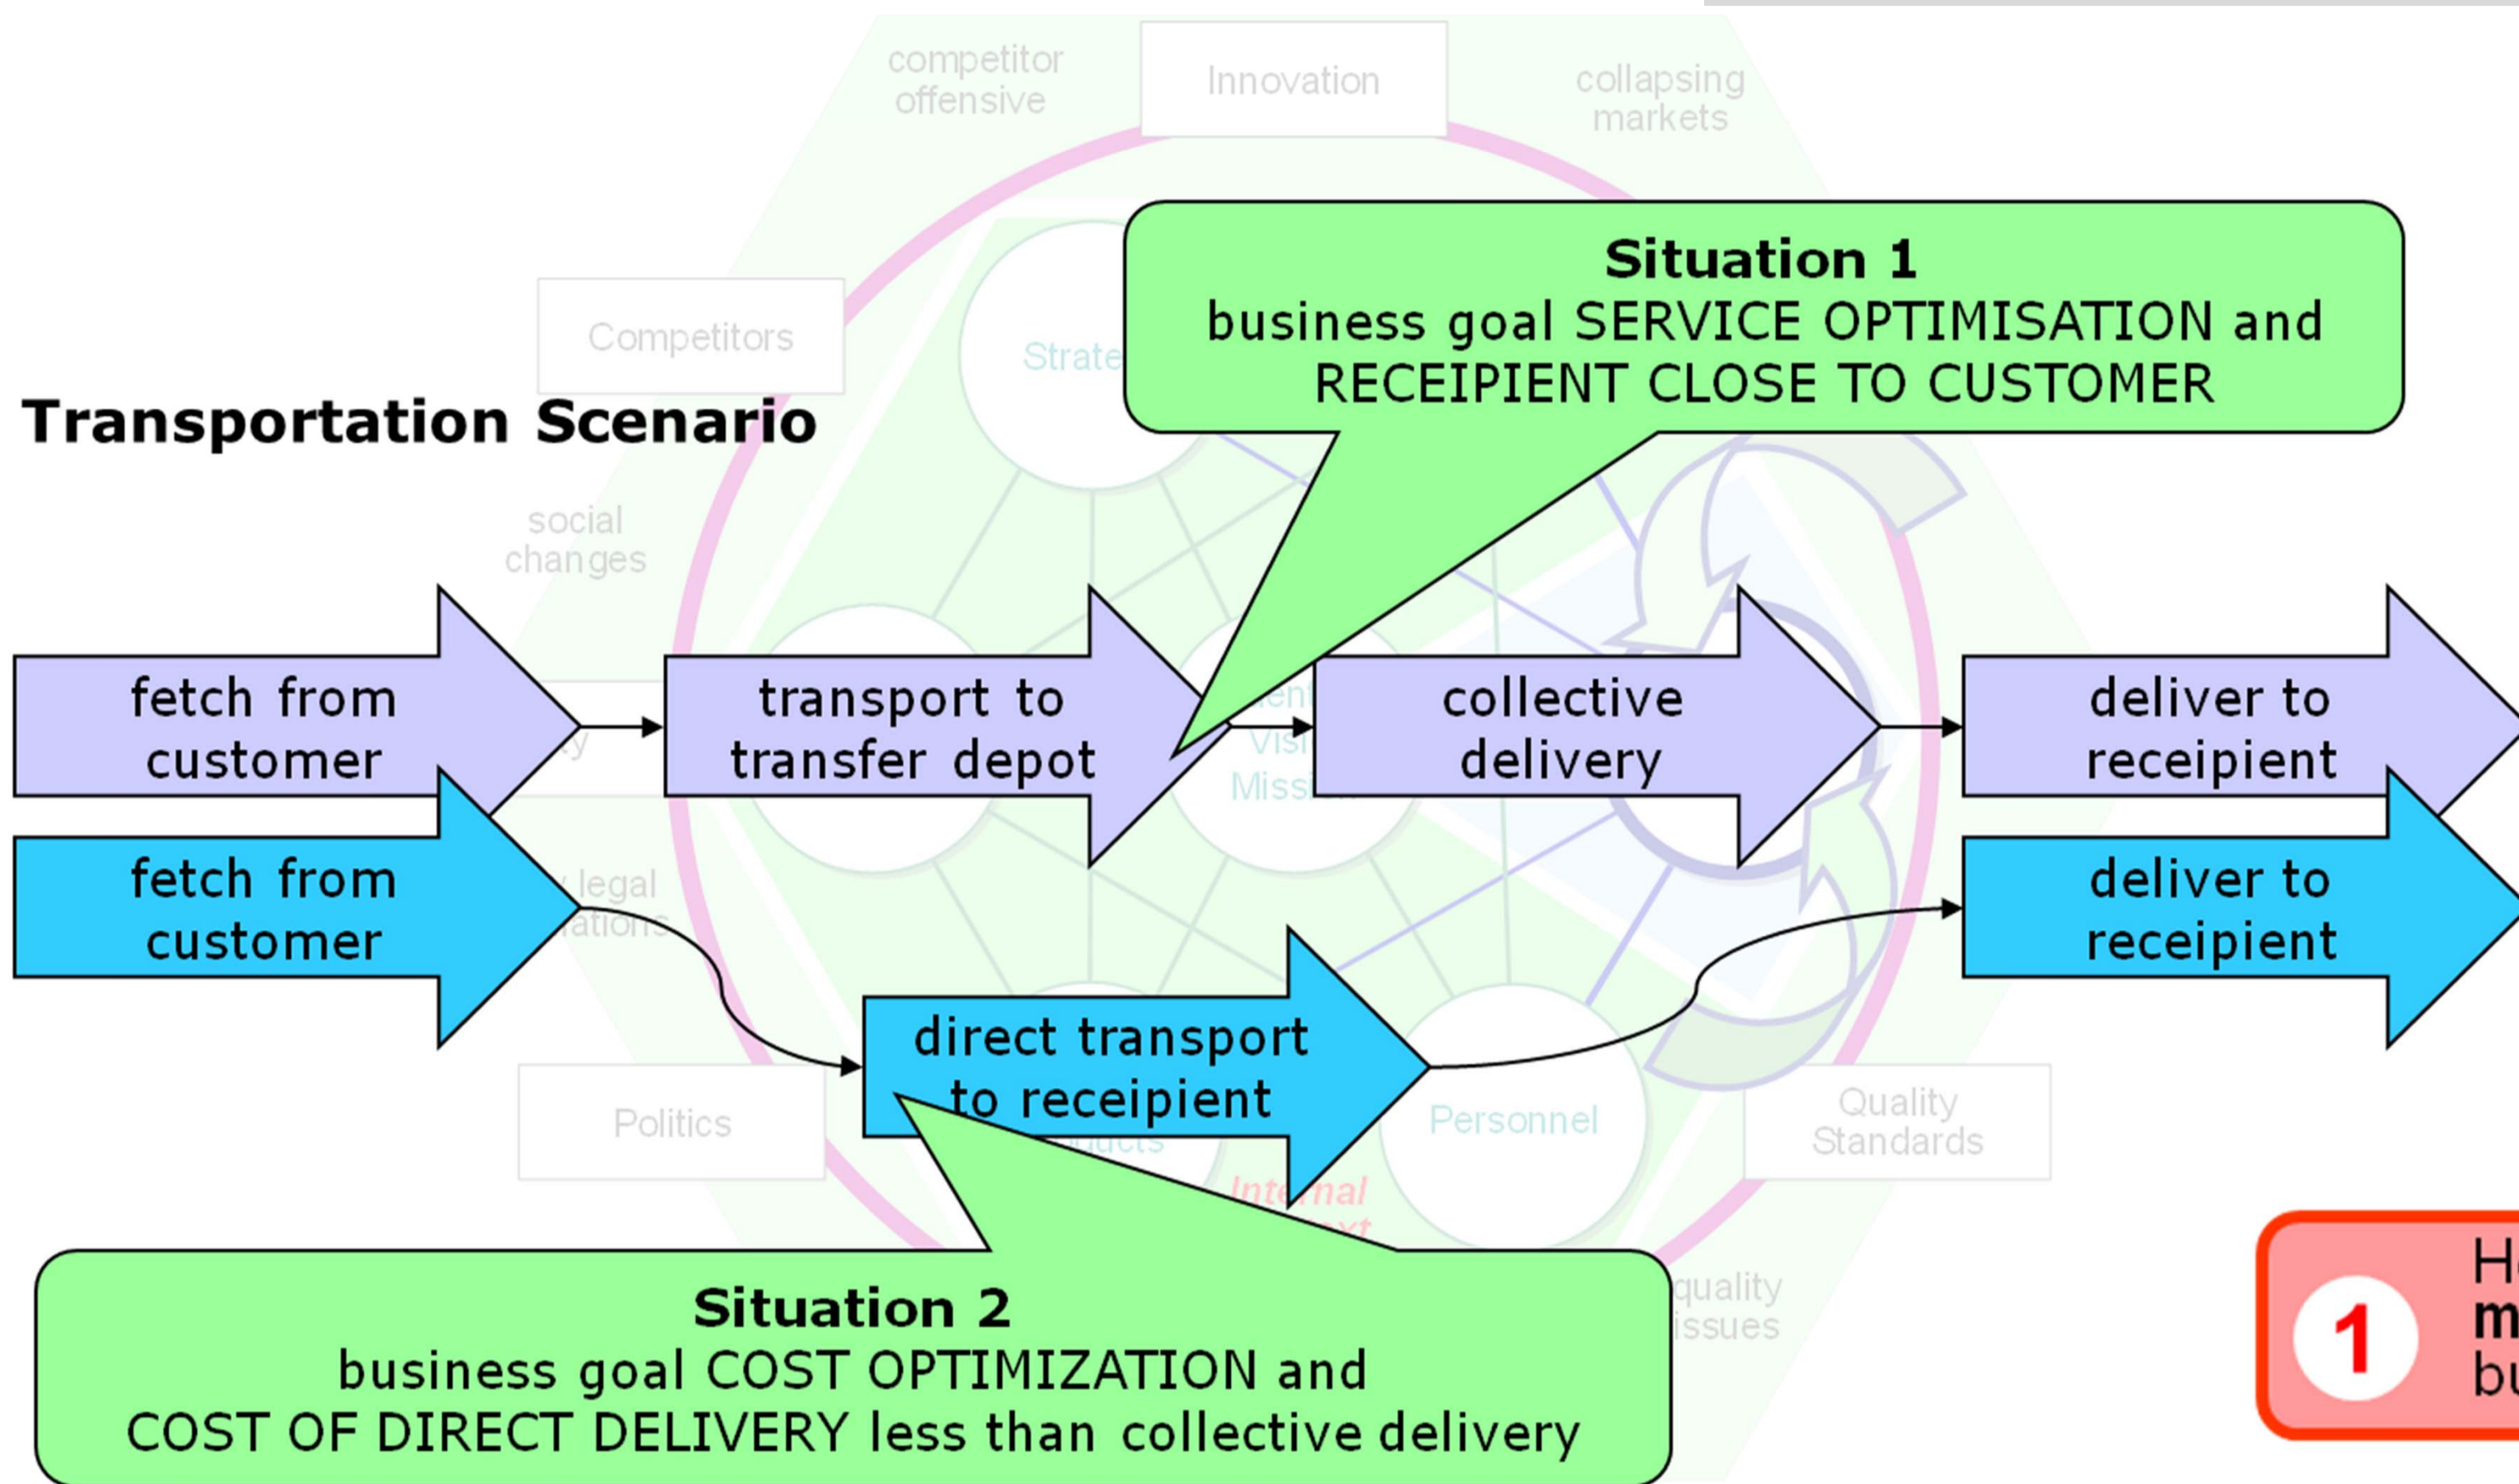 competitor
offensive
Innovation
collapsing
markets
Situation 1
business goal SERVICE OPTIMISATION and
RECEIPIENT CLOSE TO CUSTOMER
Competitors
Transportation Scenario
social
changes
fetch from
customer
transport to
transfer depot
collective
delivery
deliver to
receipient
fetch from
customer
legal
direct transport
to receipient
deliver to
receipient
Politics
Personnel
Quality
Standards
quality
issues
Situation 2
business goal COST OPTIMIZATION and
COST OF DIRECT DELIVERY less than collective delivery
1